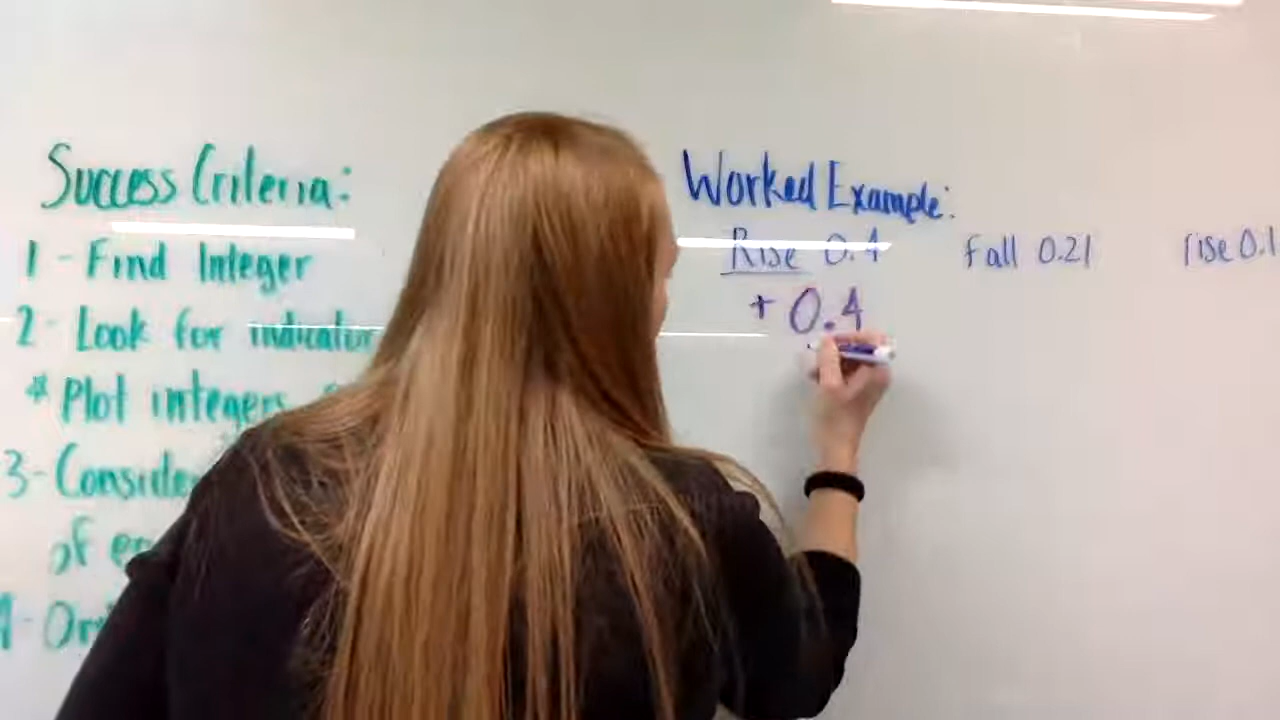 Success Criteria:
1 - Find Integer
2 - Look for indicator
* Plot integers
3 - Consider
of
4 - 
Worked Example:
Rise 0.4 Fall 0.21 rise 0.1
+ 0.4